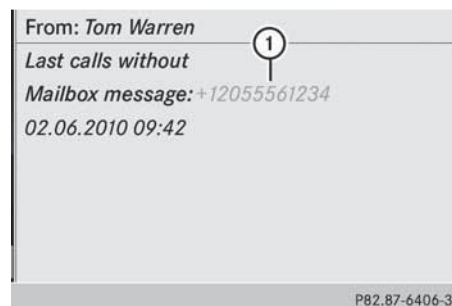 From: Tom Warren
1
Last calls without
Mailbox message: +12055561234
02.06.2010 09:42
P82.87-6406-3